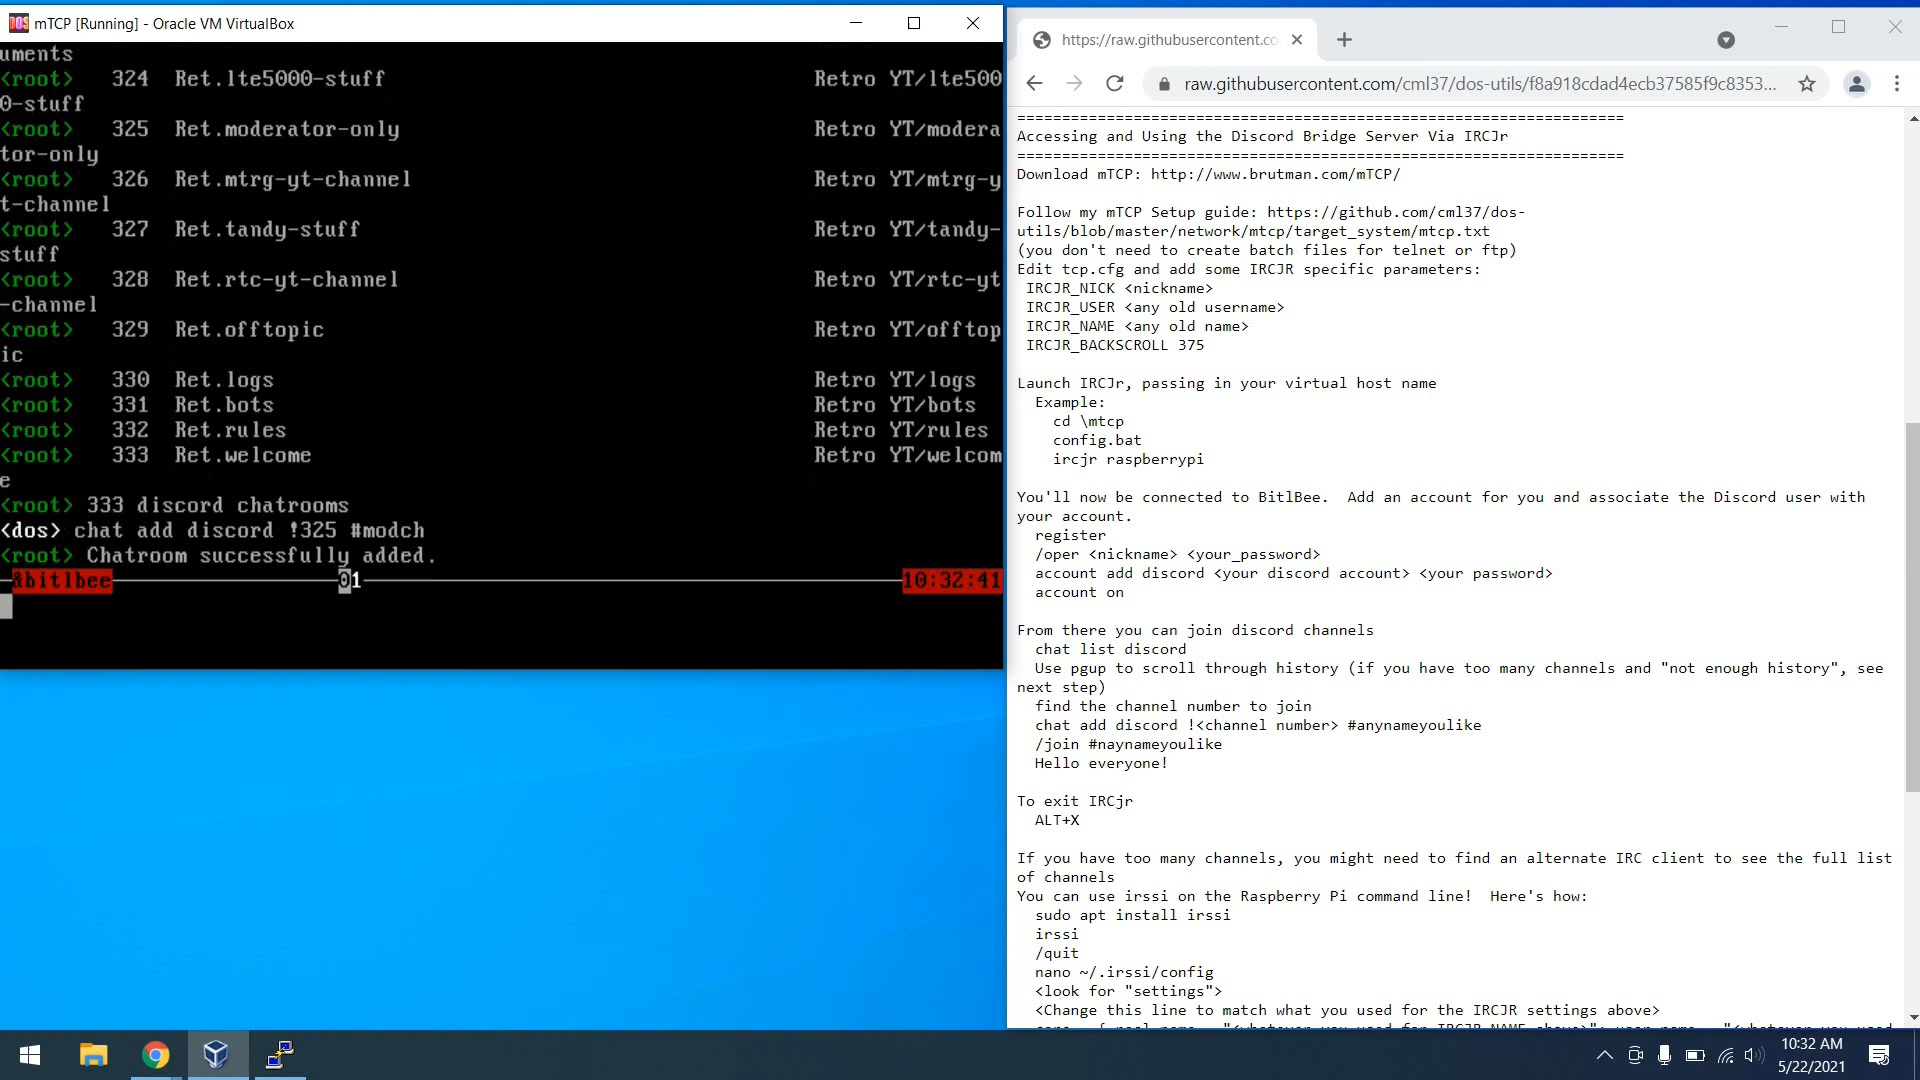 mTCP [Running] - Oracle VM VirtualBox
uments
<root>   324  Ret.lte5000-stuff                                  Retro YT/lte500
0-stuff
<root>   325  Ret.moderator-only                                 Retro YT/modera
tor-only
<root>   326  Ret.mtrg-yt-channel                                Retro YT/mtrg-y
t-channel
<root>   327  Ret.tandy-stuff                                    Retro YT/tandy-
stuff
<root>   328  Ret.rtc-yt-channel                                 Retro YT/rtc-yt
-channel
<root>   329  Ret.offtopic                                       Retro YT/offtop
ic
<root>   330  Ret.logs                                           Retro YT/logs
<root>   331  Ret.bots                                           Retro YT/bots
<root>   332  Ret.rules                                          Retro YT/rules
<root>   333  Ret.welcome                                        Retro YT/welcom
e
<root> 333 discord chatrooms
<dos> chat add discord !325 #modch
<root> Chatroom successfully added.
&bitlbee 01 10:32:41
https://raw.githubusercontent.co
raw.githubusercontent.com/cml37/dos-utils/f8a918cdad4ecb37585f9c8353...
====================================================================
Accessing and Using the Discord Bridge Server Via IRCJr
====================================================================
Download mTCP: http://www.brutman.com/mTCP/
Follow my mTCP Setup guide: https://github.com/cml37/dos-
utils/blob/master/network/mtcp/target_system/mtcp.txt
(you don't need to create batch files for telnet or ftp)
Edit tcp.cfg and add some IRCJR specific parameters:
IRCJR_NICK <nickname>
IRCJR_USER <any old username>
IRCJR_NAME <any old name>
IRCJR_BACKSCROLL 375
Launch IRCJr, passing in your virtual host name
Example:
cd \mtcp
config.bat
ircjr raspberrypi
You'll now be connected to BitlBee.  Add an account for you and associate the Discord user with
your account.
register
/oper <nickname> <your_password>
account add discord <your discord account> <your password>
account on
From there you can join discord channels
chat list discord
Use pgup to scroll through history (if you have too many channels and "not enough history", see
next step)
find the channel number to join
chat add discord !<channel number> #anynameyoulike
/join #naynameyoulike
Hello everyone!
To exit IRCjr
ALT+X
If you have too many channels, you might need to find an alternate IRC client to see the full list
of channels
You can use irssi on the Raspberry Pi command line!  Here's how:
sudo apt install irssi
irssi
/quit
nano ~/.irssi/config
<look for "settings">
<Change this line to match what you used for the IRCJR settings above>
10:32 AM
5/22/2021